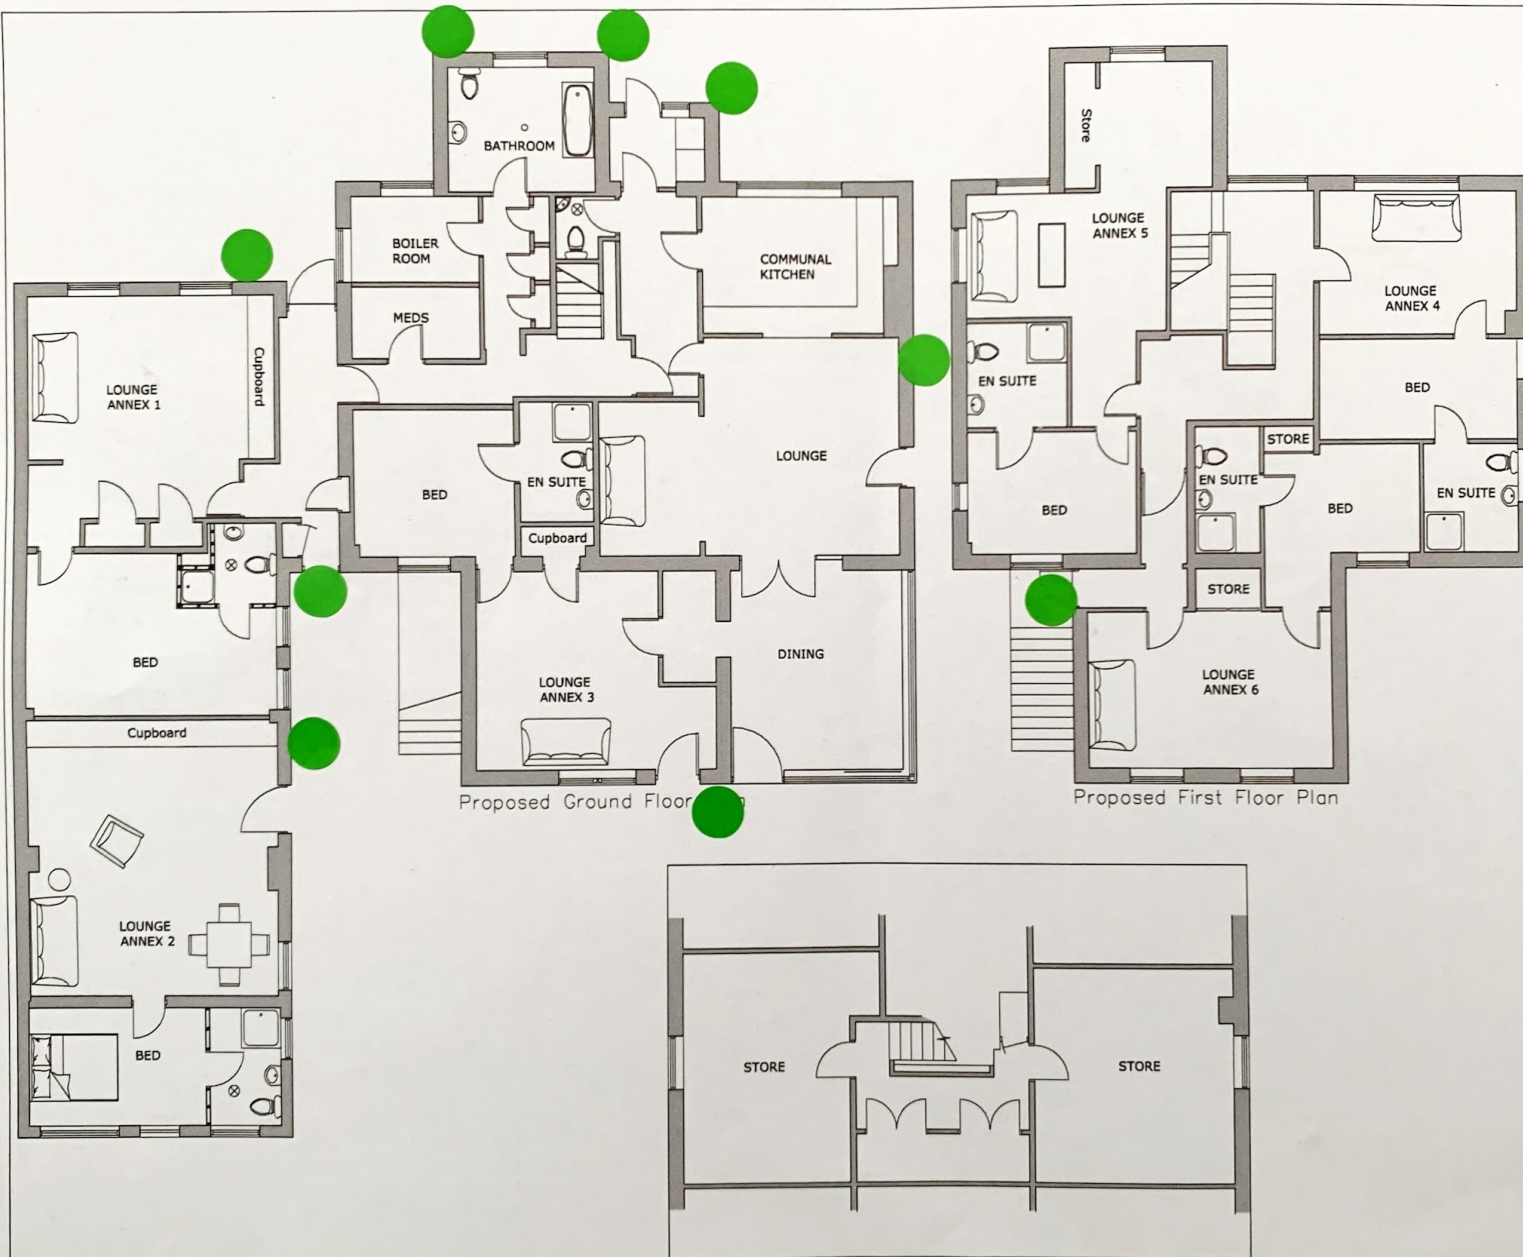 BATHROOM
BOILER
ROOM
MEDS
COMMUNAL
KITCHEN
LOUNGE
ANNEX 1
Cupboard
BED
EN SUITE
Cupboard
LOUNGE
BED
LOUNGE
ANNEX 3
DINING
Cupboard
LOUNGE
ANNEX 2
BED
Proposed Ground Floor
Store
LOUNGE
ANNEX 5
LOUNGE
ANNEX 4
EN SUITE
BED
BED
STORE
EN SUITE
BED
EN SUITE
STORE
LOUNGE
ANNEX 6
Proposed First Floor Plan
STORE
STORE